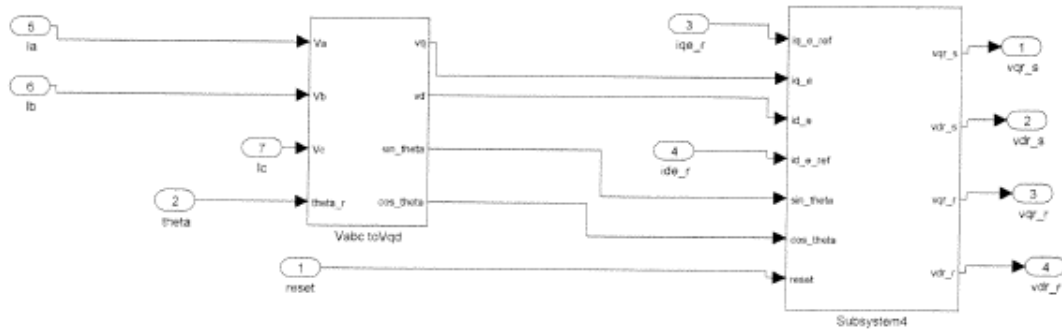 5
Ia
6
Ib
7
Ic
2
theta
1
reset
Va
Vb
Vc
theta_r
vq
vd
sin_theta
cos_theta
Vabc toVqd
3
iqe_r
4
ide_r
iq_e_ref
iq_e
id_e
id_e_ref
sin_theta
cos_theta
reset
vqr_s
vdr_s
vqr_r
vdr_r
Subsystem4
1
vqr_s
2
vdr_s
3
vqr_r
4
vdr_r